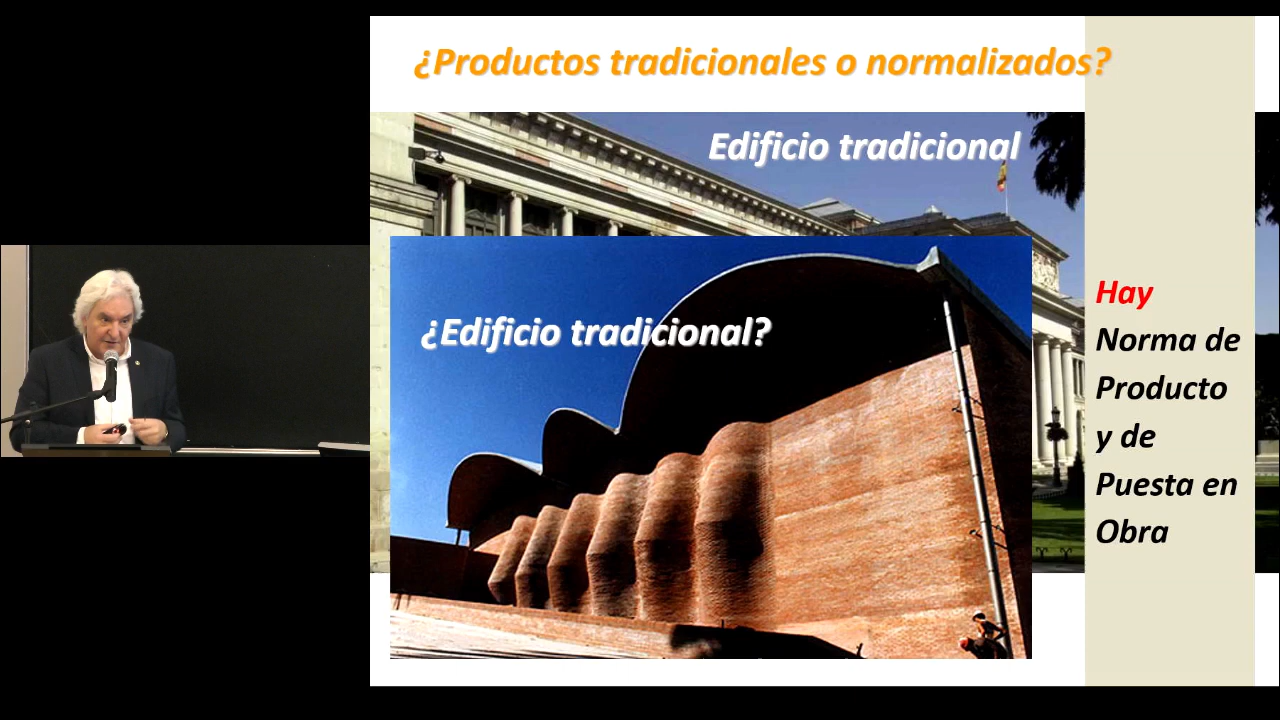 ¿Productos tradicionales o normalizados?
Edificio tradicional
¿Edificio tradicional?
Hay
Norma de
Producto
y de
Puesta en
Obra